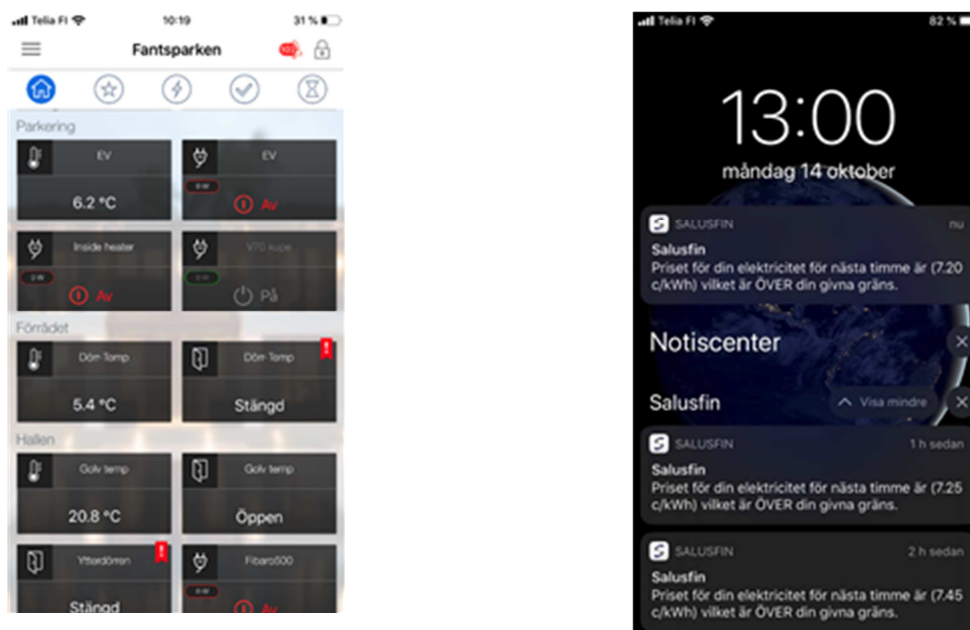 Telia FI
10:19
31 %
Fantsparken
Parkering
EV
6.2 °C
EV
0 W
Av
Inside heater
0 W
Av
V70 kupe
0 W
På
Förrådet
Dörr-Temp
5.4 °C
Dörr-Temp
Stängd
Hallen
Golv temp
20.8 °C
Golv temp
Öppen
Ytterdörren
Stängd
Fibaro500
0 W
Av
Telia FI
82 %
13:00
måndag 14 oktober
SALUSFIN
nu
Salusfin
Priset för din elektricitet för nästa timme är (7.20
c/kWh) vilket är ÖVER din givna gräns.
Notiscenter
Salusfin
Visa mindre
SALUSFIN
1 h sedan
Salusfin
Priset för din elektricitet för nästa timme är (7.25
c/kWh) vilket är ÖVER din givna gräns.
SALUSFIN
2 h sedan
Salusfin
Priset för din elektricitet för nästa timme är (7.45
c/kWh) vilket är ÖVER din givna gräns.